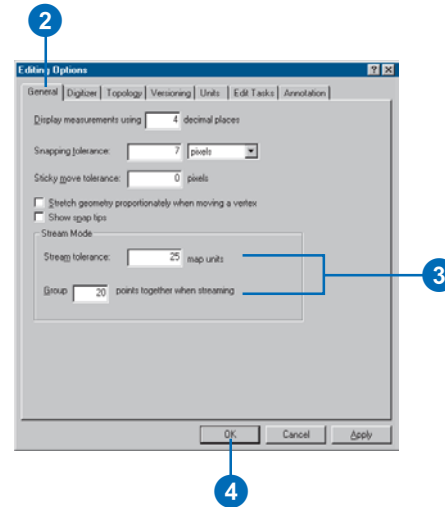 2
Editing Options
General Digitizer Topology Versioning Units Edit Tasks Annotation
Display measurements using 4 decimal places
Snapping tolerance: 7 pixels
Sticky move tolerance: 0 pixels
Stretch geometry proportionately when moving a vertex
Show snap tips
Stream Mode
Stream tolerance: 25 map units
3
Group 20 points together when streaming
OK Cancel Apply
4